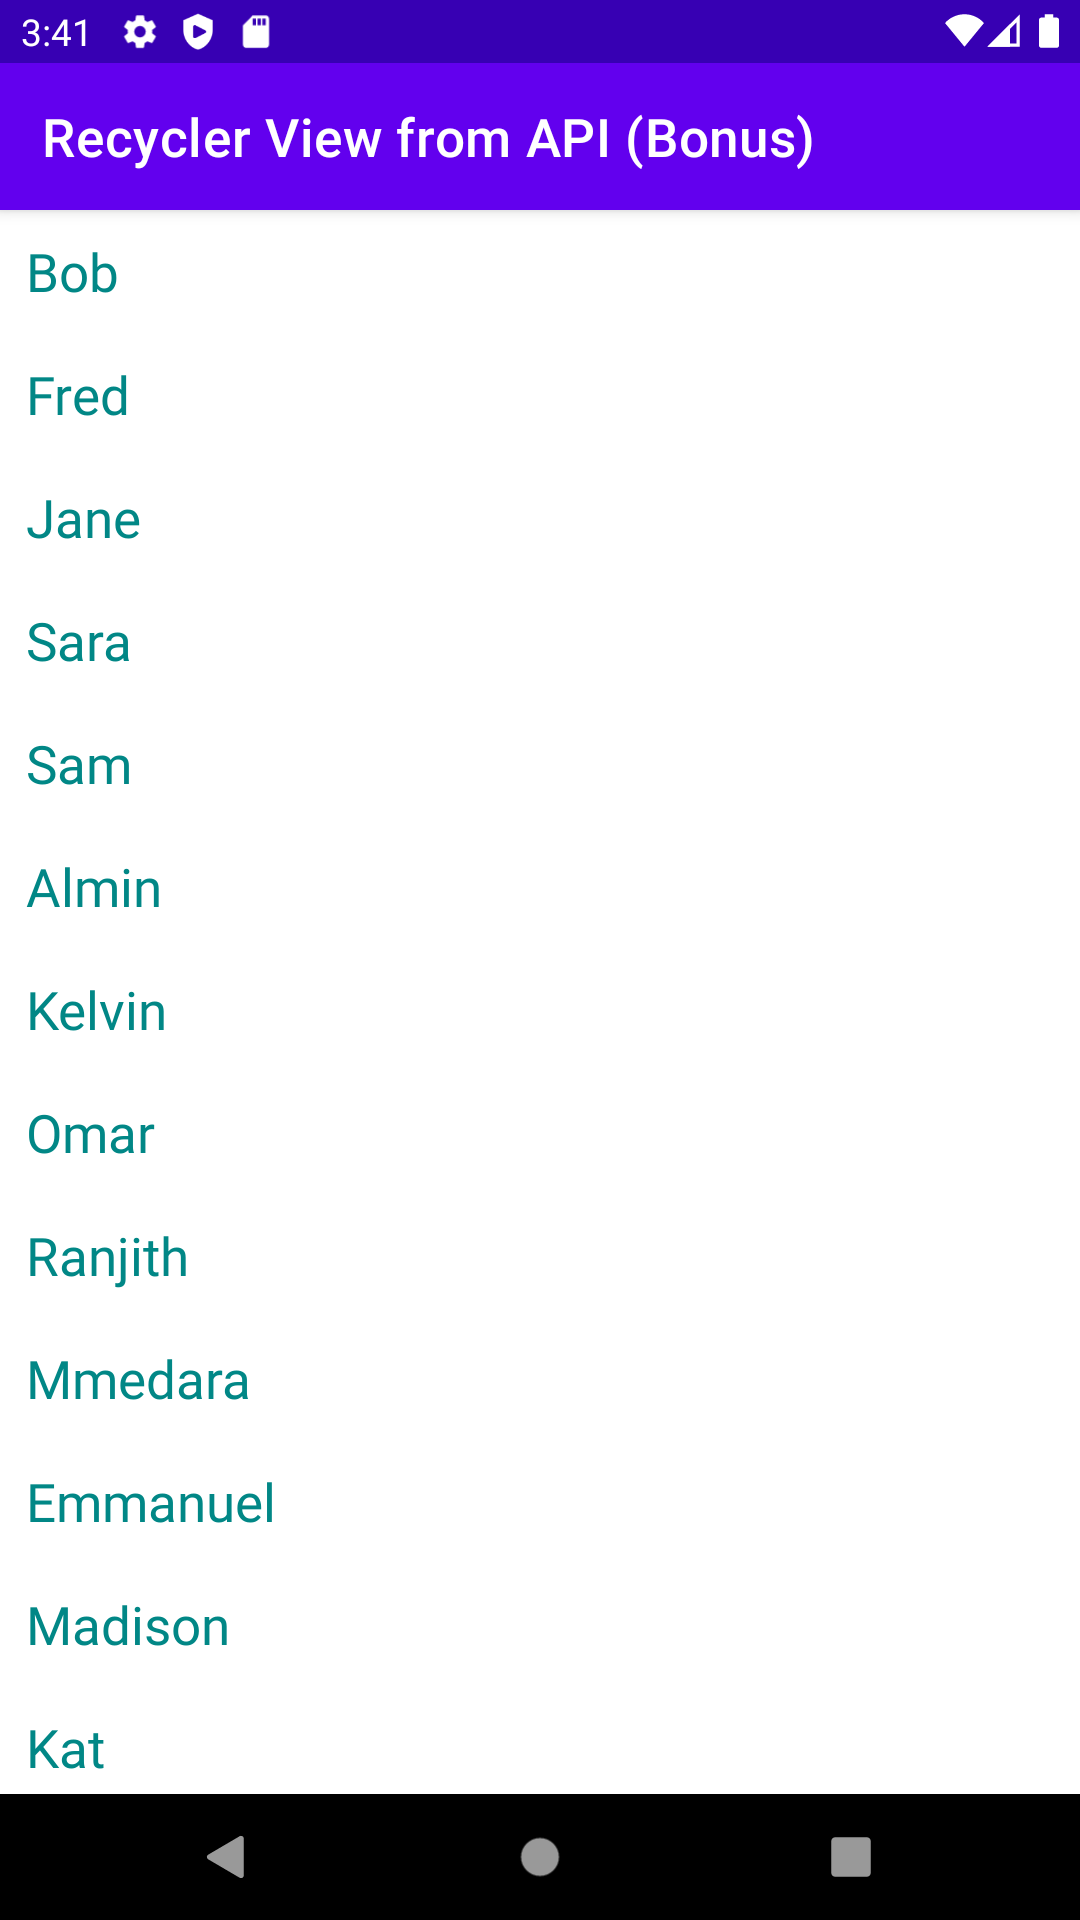 3:41
Recycler View from API (Bonus)
Bob
Fred
Jane
Sara
Sam
Almin
Kelvin
Omar
Ranjith
Mmedara
Emmanuel
Madison
Kat